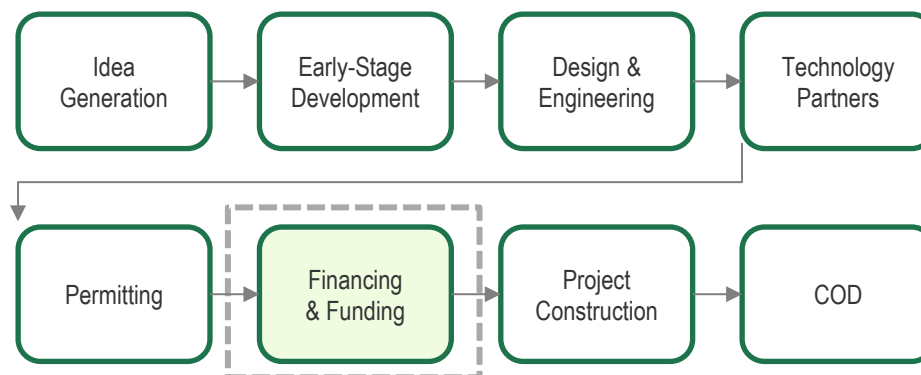 Idea
Generation
Early-Stage
Development
Design &
Engineering
Technology
Partners
Permitting
Financing
& Funding
Project
Construction
COD